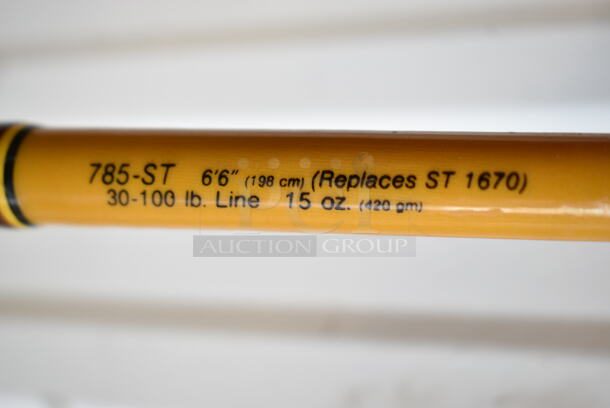 785-ST 6'6" (198 cm) (Replaces ST 1670)
30-100 lb. Line 15 oz. (420 gm)
PCI
AUCTION GROUP